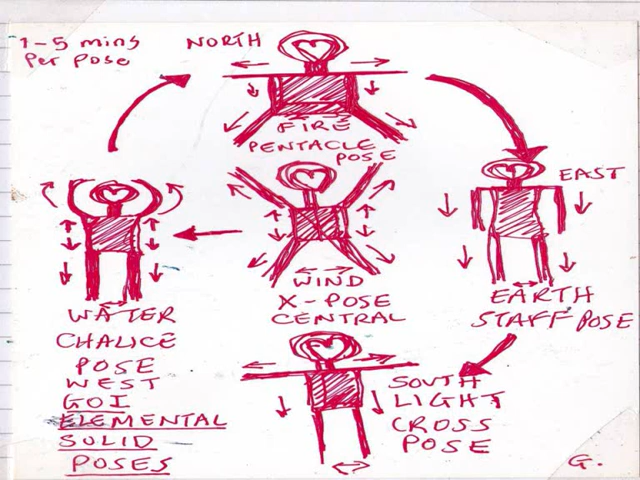 1-5 mins
Per pose
NORTH
FIRE
PENTACLE
POSE
EAST
EARTH
STAFF POSE
WIND
X-POSE
CENTRAL
WATER
CHALICE
POSE
WEST
GOI
ELEMENTAL
SOLID
POSES
SOUTH
LIGHT
CROSS
POSE
G.